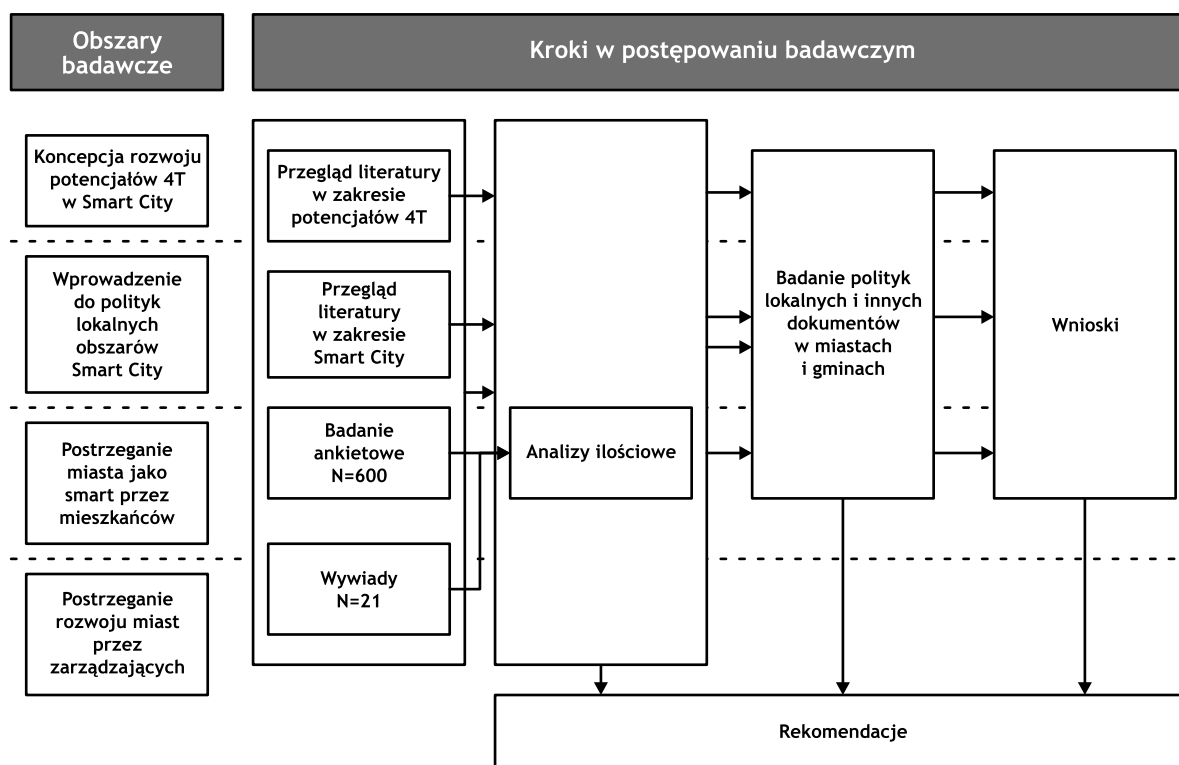 Obszary
badawcze
Kroki w postępowaniu badawczym
Koncepcja rozwoju
potencjałów 4T
w Smart City
Wprowadzenie
do polityk
lokalnych
obszarów
Smart City
Postrzeganie
miasta jako
smart przez
mieszkańców
Postrzeganie
rozwoju miast
przez
zarządzających
Przegląd literatury
w zakresie
potencjałów 4T
Przegląd
literatury
w zakresie
Smart City
Badanie
ankietowe
N=600
Wywiady
N=21
Analizy ilościowe
Badanie polityk
lokalnych i innych
dokumentów
w miastach
i gminach
Wnioski
Rekomendacje